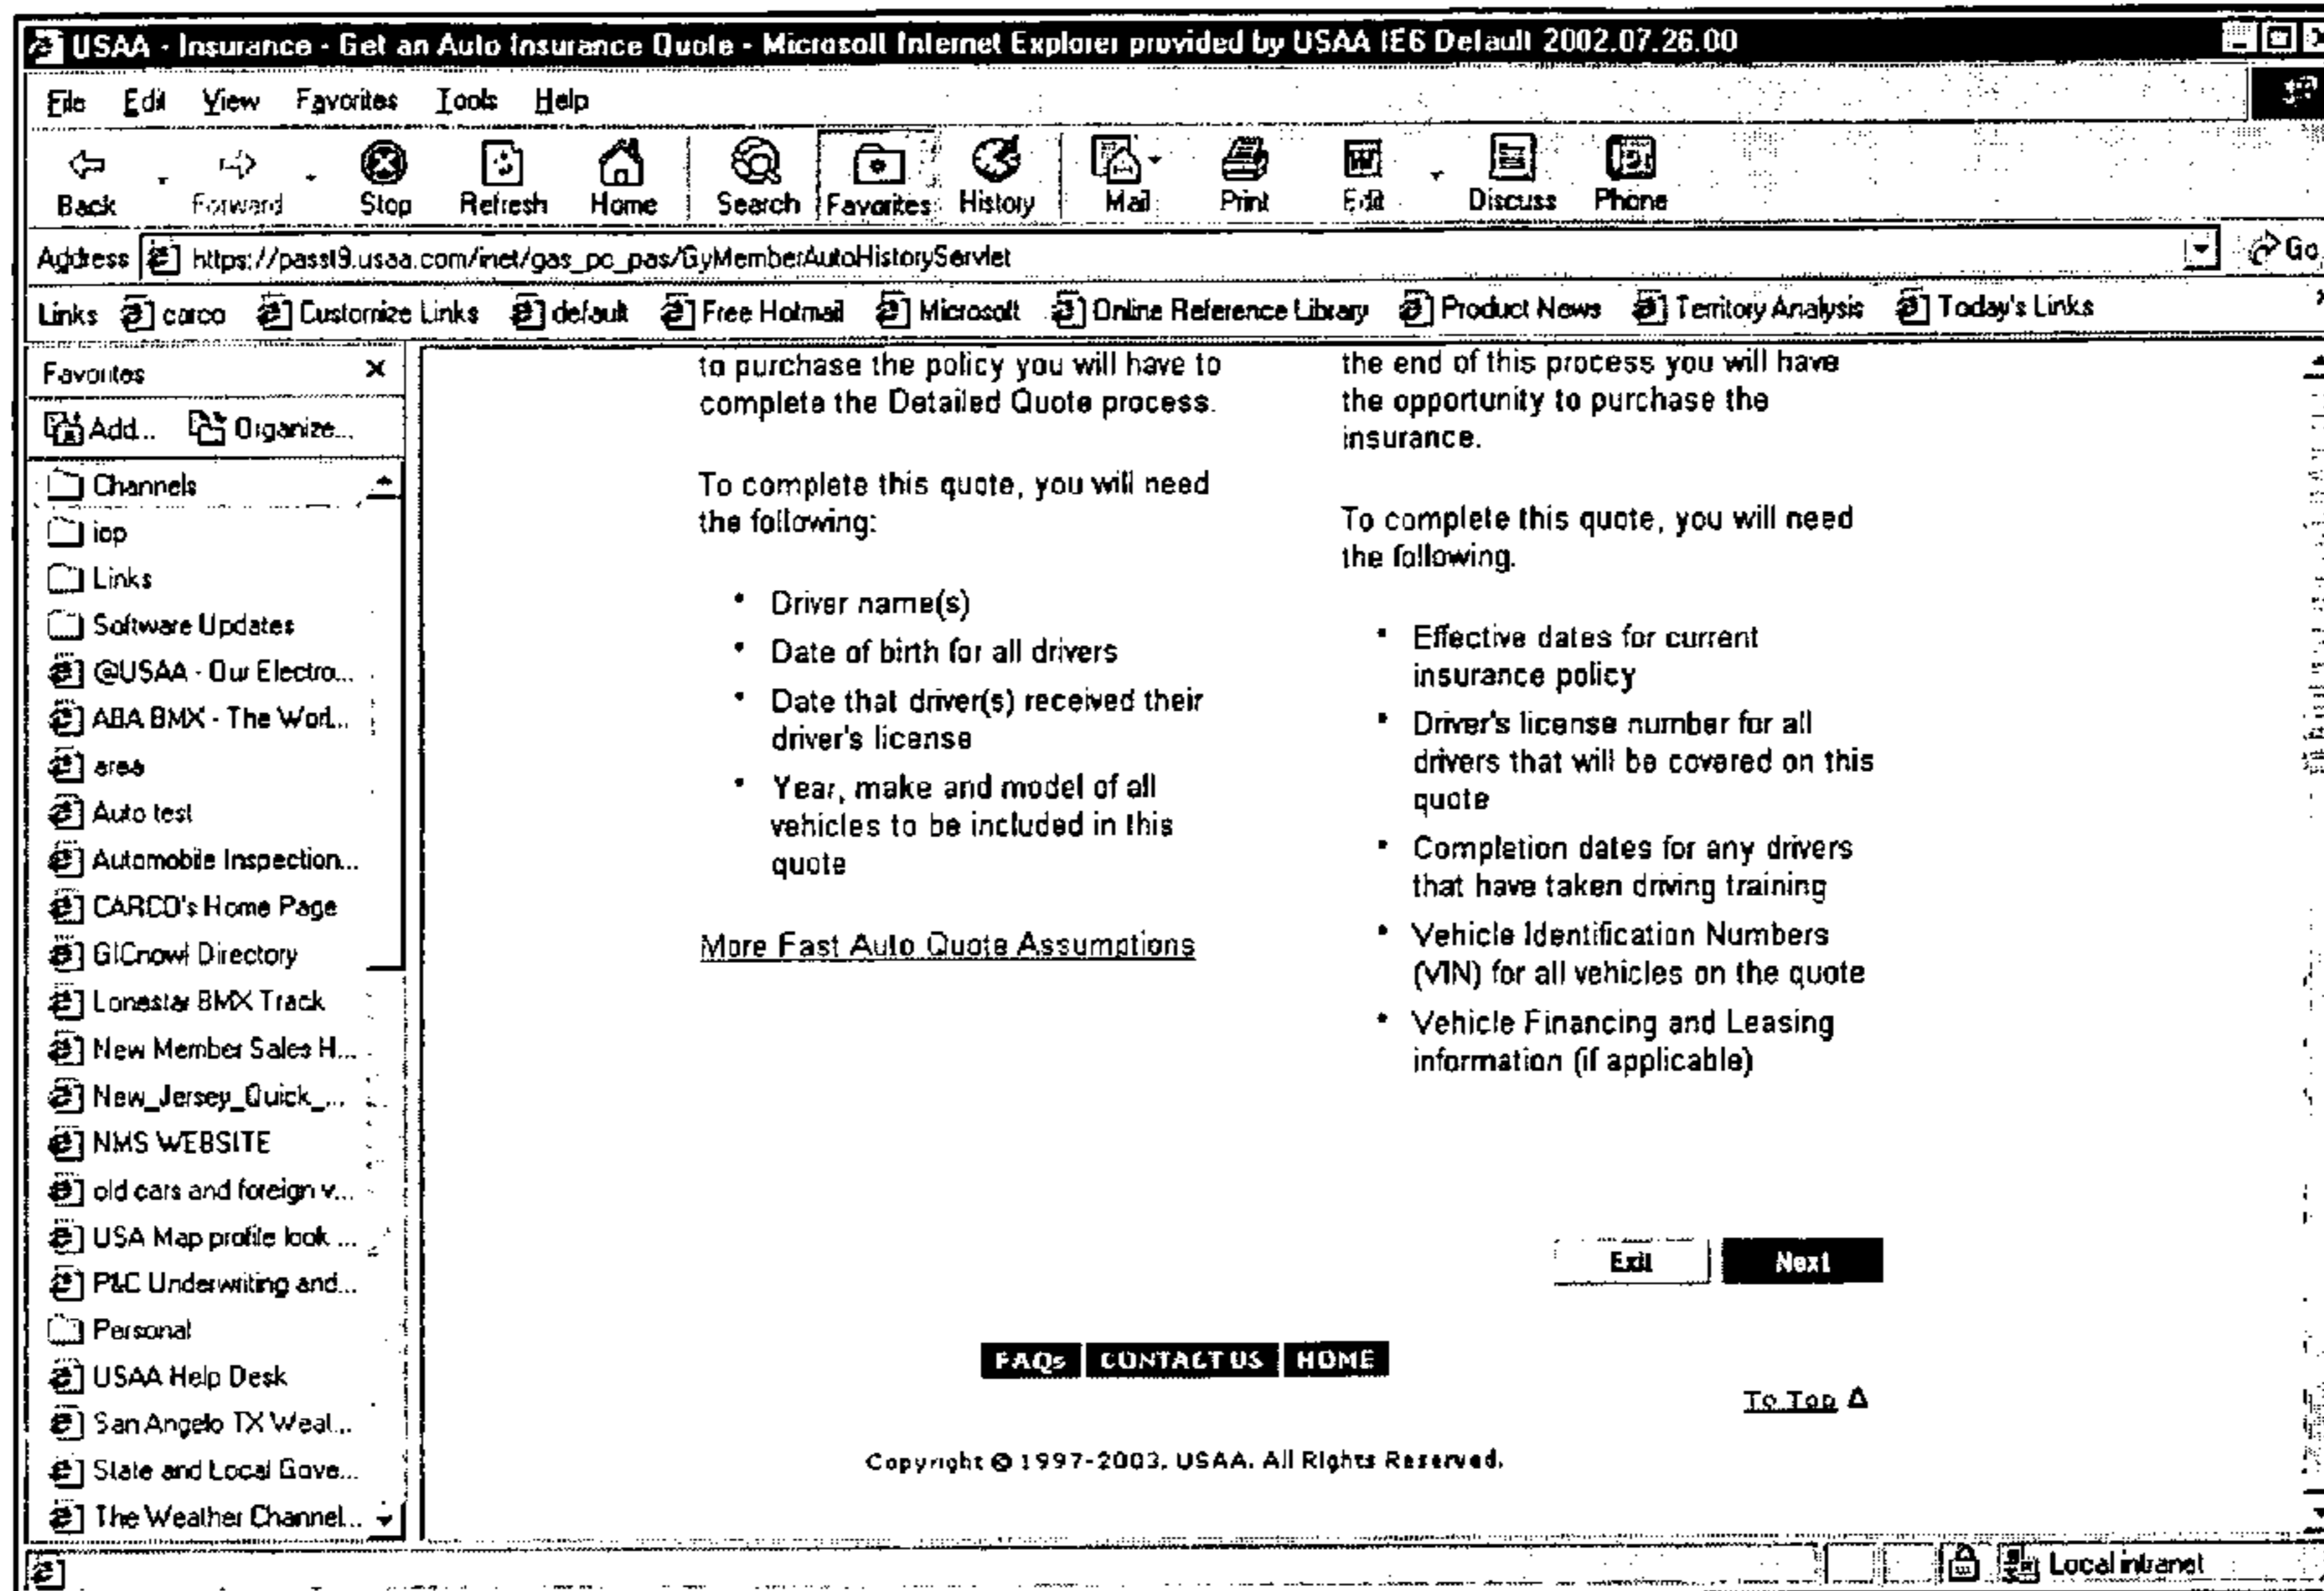 USAA - Insurance - Get an Auto Insurance Quote - Microsoft Internet Explorer provided by USAA IE6 Default 2002.07.26.00
File Edit View Favorites Tools Help
Back Forward Stop Refresh Home Search Favorites History Mail Print Edit Discuss Phone
Address https://passt9.usaa.com/inet/gas_pc_pas/GyMemberAutoHistoryServlet Go
Links carco Customize Links default Free Hotmail Microsoft Online Reference Library Product News Territory Analysis Today's Links
Favorites
Add... Organize...
Channels
iop
Links
Software Updates
@USAA - Our Electro...
ABA BMX - The Worl...
area
Auto test
Automobile Inspection...
CARCO's Home Page
Directory
Lonestar BMX Track
New Member Sales H...
New_Jersey_Quick_...
NMS WEBSITE
old cars and foreign v...
USA Map profile look ...
P&C Underwriting and...
Personal
USAA Help Desk
San Angelo TX Weat...
State and Local Gove...
The Weather Channel...
to purchase the policy you will have to
complete the Detailed Quote process.
To complete this quote, you will need
the following:
• Driver name(s)
• Date of birth for all drivers
• Date that driver(s) received their
driver's license
• Year, make and model of all
vehicles to be included in this
quote
More Fast Auto Quote Assumptions
the end of this process you will have
the opportunity to purchase the
insurance.
To complete this quote, you will need
the following.
• Effective dates for current
insurance policy
• Driver's license number for all
drivers that will be covered on this
quote
• Completion dates for any drivers
that have taken driving training
• Vehicle Identification Numbers
(VIN) for all vehicles on the quote
• Vehicle Financing and Leasing
information (if applicable)
Exit Next
FAQs CONTACT US HOME
To Top
Copyright © 1997-2003, USAA. All Rights Reserved.
Local intranet